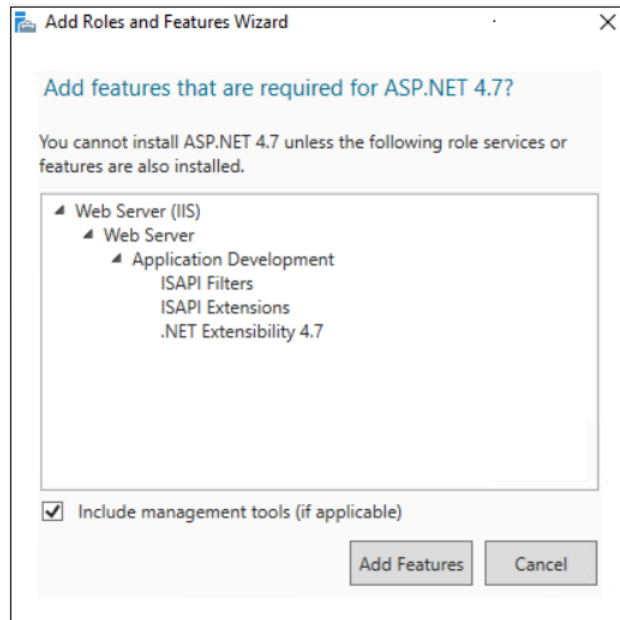 Add Roles and Features Wizard
Add features that are required for ASP.NET 4.7?
You cannot install ASP.NET 4.7 unless the following role services or
features are also installed.
Web Server (IIS)
Web Server
Application Development
ISAPI Filters
ISAPI Extensions
.NET Extensibility 4.7
Include management tools (if applicable)
Add Features
Cancel